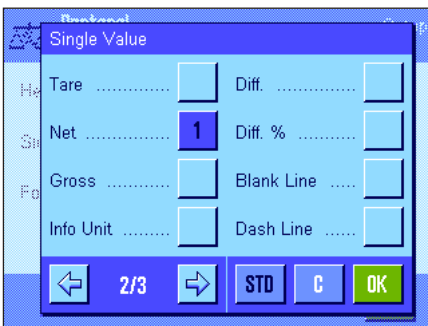 Single Value
Tare .............. Diff. ..............
Net ............... 1 Diff. % ............
Gross ............ Blank Line .....
Info Unit ......... Dash Line ......
2/3 STD C OK